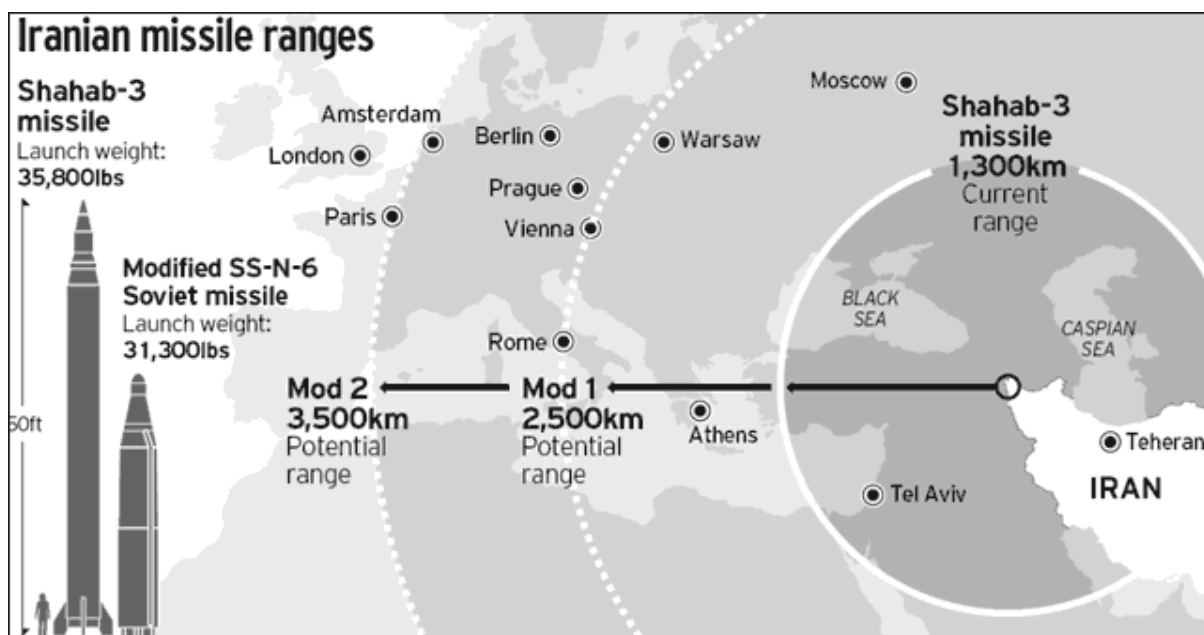 Iranian missile ranges
Shahab-3
missile
Launch weight:
35,800lbs
Modified SS-N-6
Soviet missile
Launch weight:
31,300lbs
50ft
Amsterdam
London
Paris
Berlin
Prague
Vienna
Rome
Warsaw
Moscow
Athens
Tel Aviv
Teheran
IRAN
BLACK
SEA
CASPIAN
SEA
Shahab-3
missile
1,300km
Current
range
Mod 2
3,500km
Potential
range
Mod 1
2,500km
Potential
range